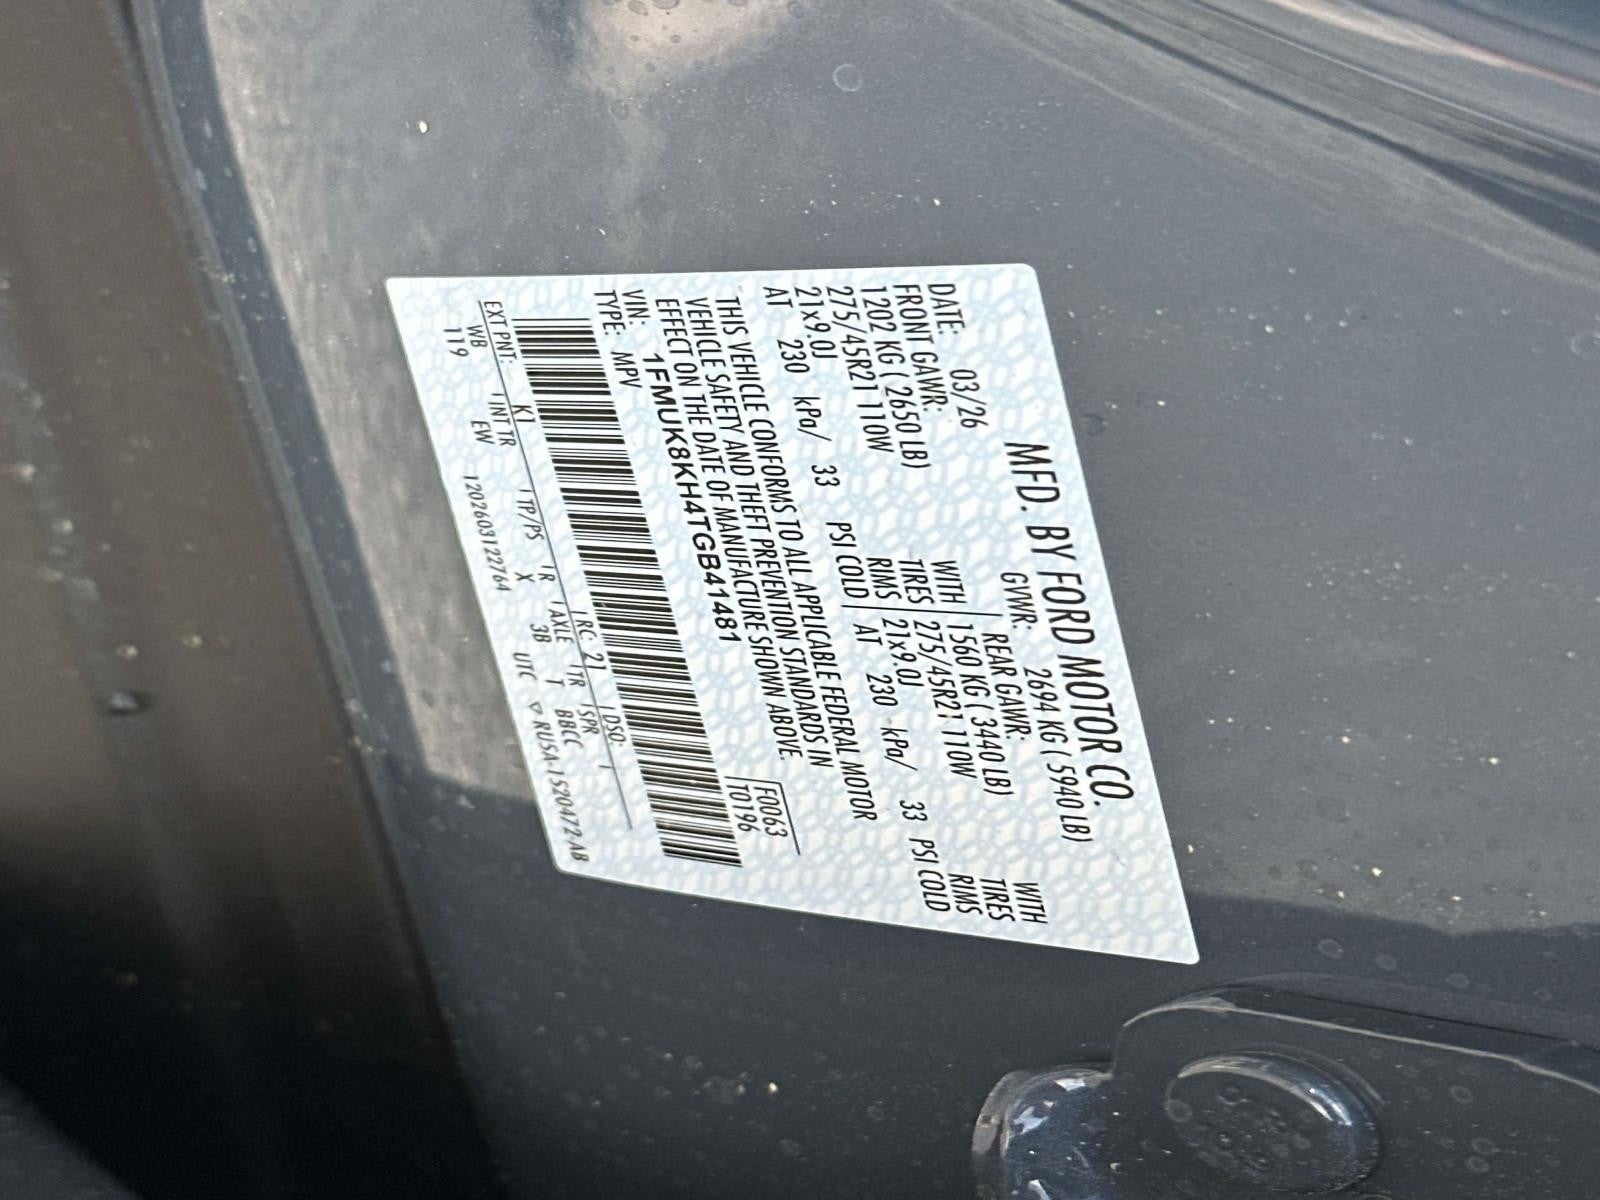 MFD. BY FORD MOTOR CO.
DATE: 03/26 GVWR: 2694 KG ( 5940 LB)
FRONT GAWR: REAR GAWR: WITH
1202 KG ( 2650 LB) WITH 1560 KG ( 3440 LB) TIRES
275/45R21 110W TIRES 275/45R21 110W RIMS
21x9.0J RIMS 21x9.0J
AT 230 kPa/ 33 PSI COLD AT 230 kPa/ 33 PSI COLD
THIS VEHICLE CONFORMS TO ALL APPLICABLE FEDERAL MOTOR
VEHICLE SAFETY AND THEFT PREVENTION STANDARDS IN
EFFECT ON THE DATE OF MANUFACTURE SHOWN ABOVE.
VIN: 1FMUK8KH4TGB41481 F0063
TYPE: MPV T0196
EXT PNT: K1 RC: 21 DSO:
WB INT TR TP/PS R AXLE TR SPR
119 EW X 3B T BBCC
120260312764 UTC ▽ RU5A-1520472-AB